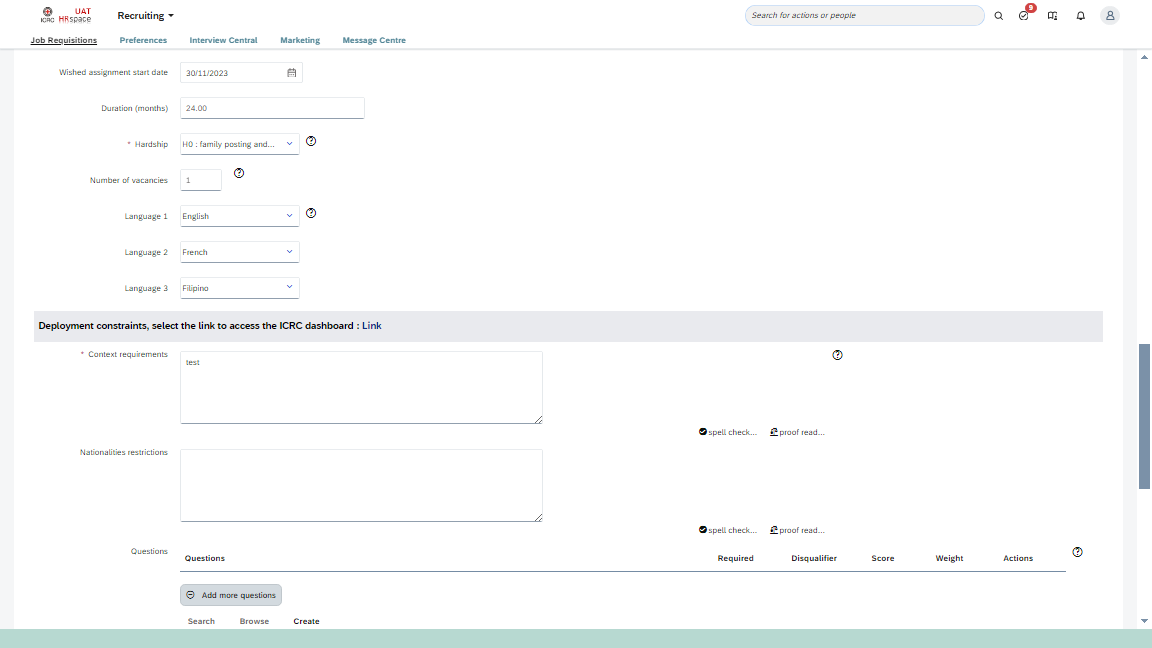 ICRC
UAT
HRspace
Recruiting
Search for actions or people
9
Job Requisitions
Preferences
Interview Central
Marketing
Message Centre
Wished assignment start date
30/11/2023
Duration (months)
24.00
* Hardship
H0 : family posting and...
?
Number of vacancies
1
?
Language 1
English
?
Language 2
French
Language 3
Filipino
Deployment constraints, select the link to access the ICRC dashboard : Link
* Context requirements
test
?
spell check... proof read...
Nationalities restrictions
spell check... proof read...
Questions
Questions Required Disqualifier Score Weight Actions
?
Add more questions
Search Browse Create